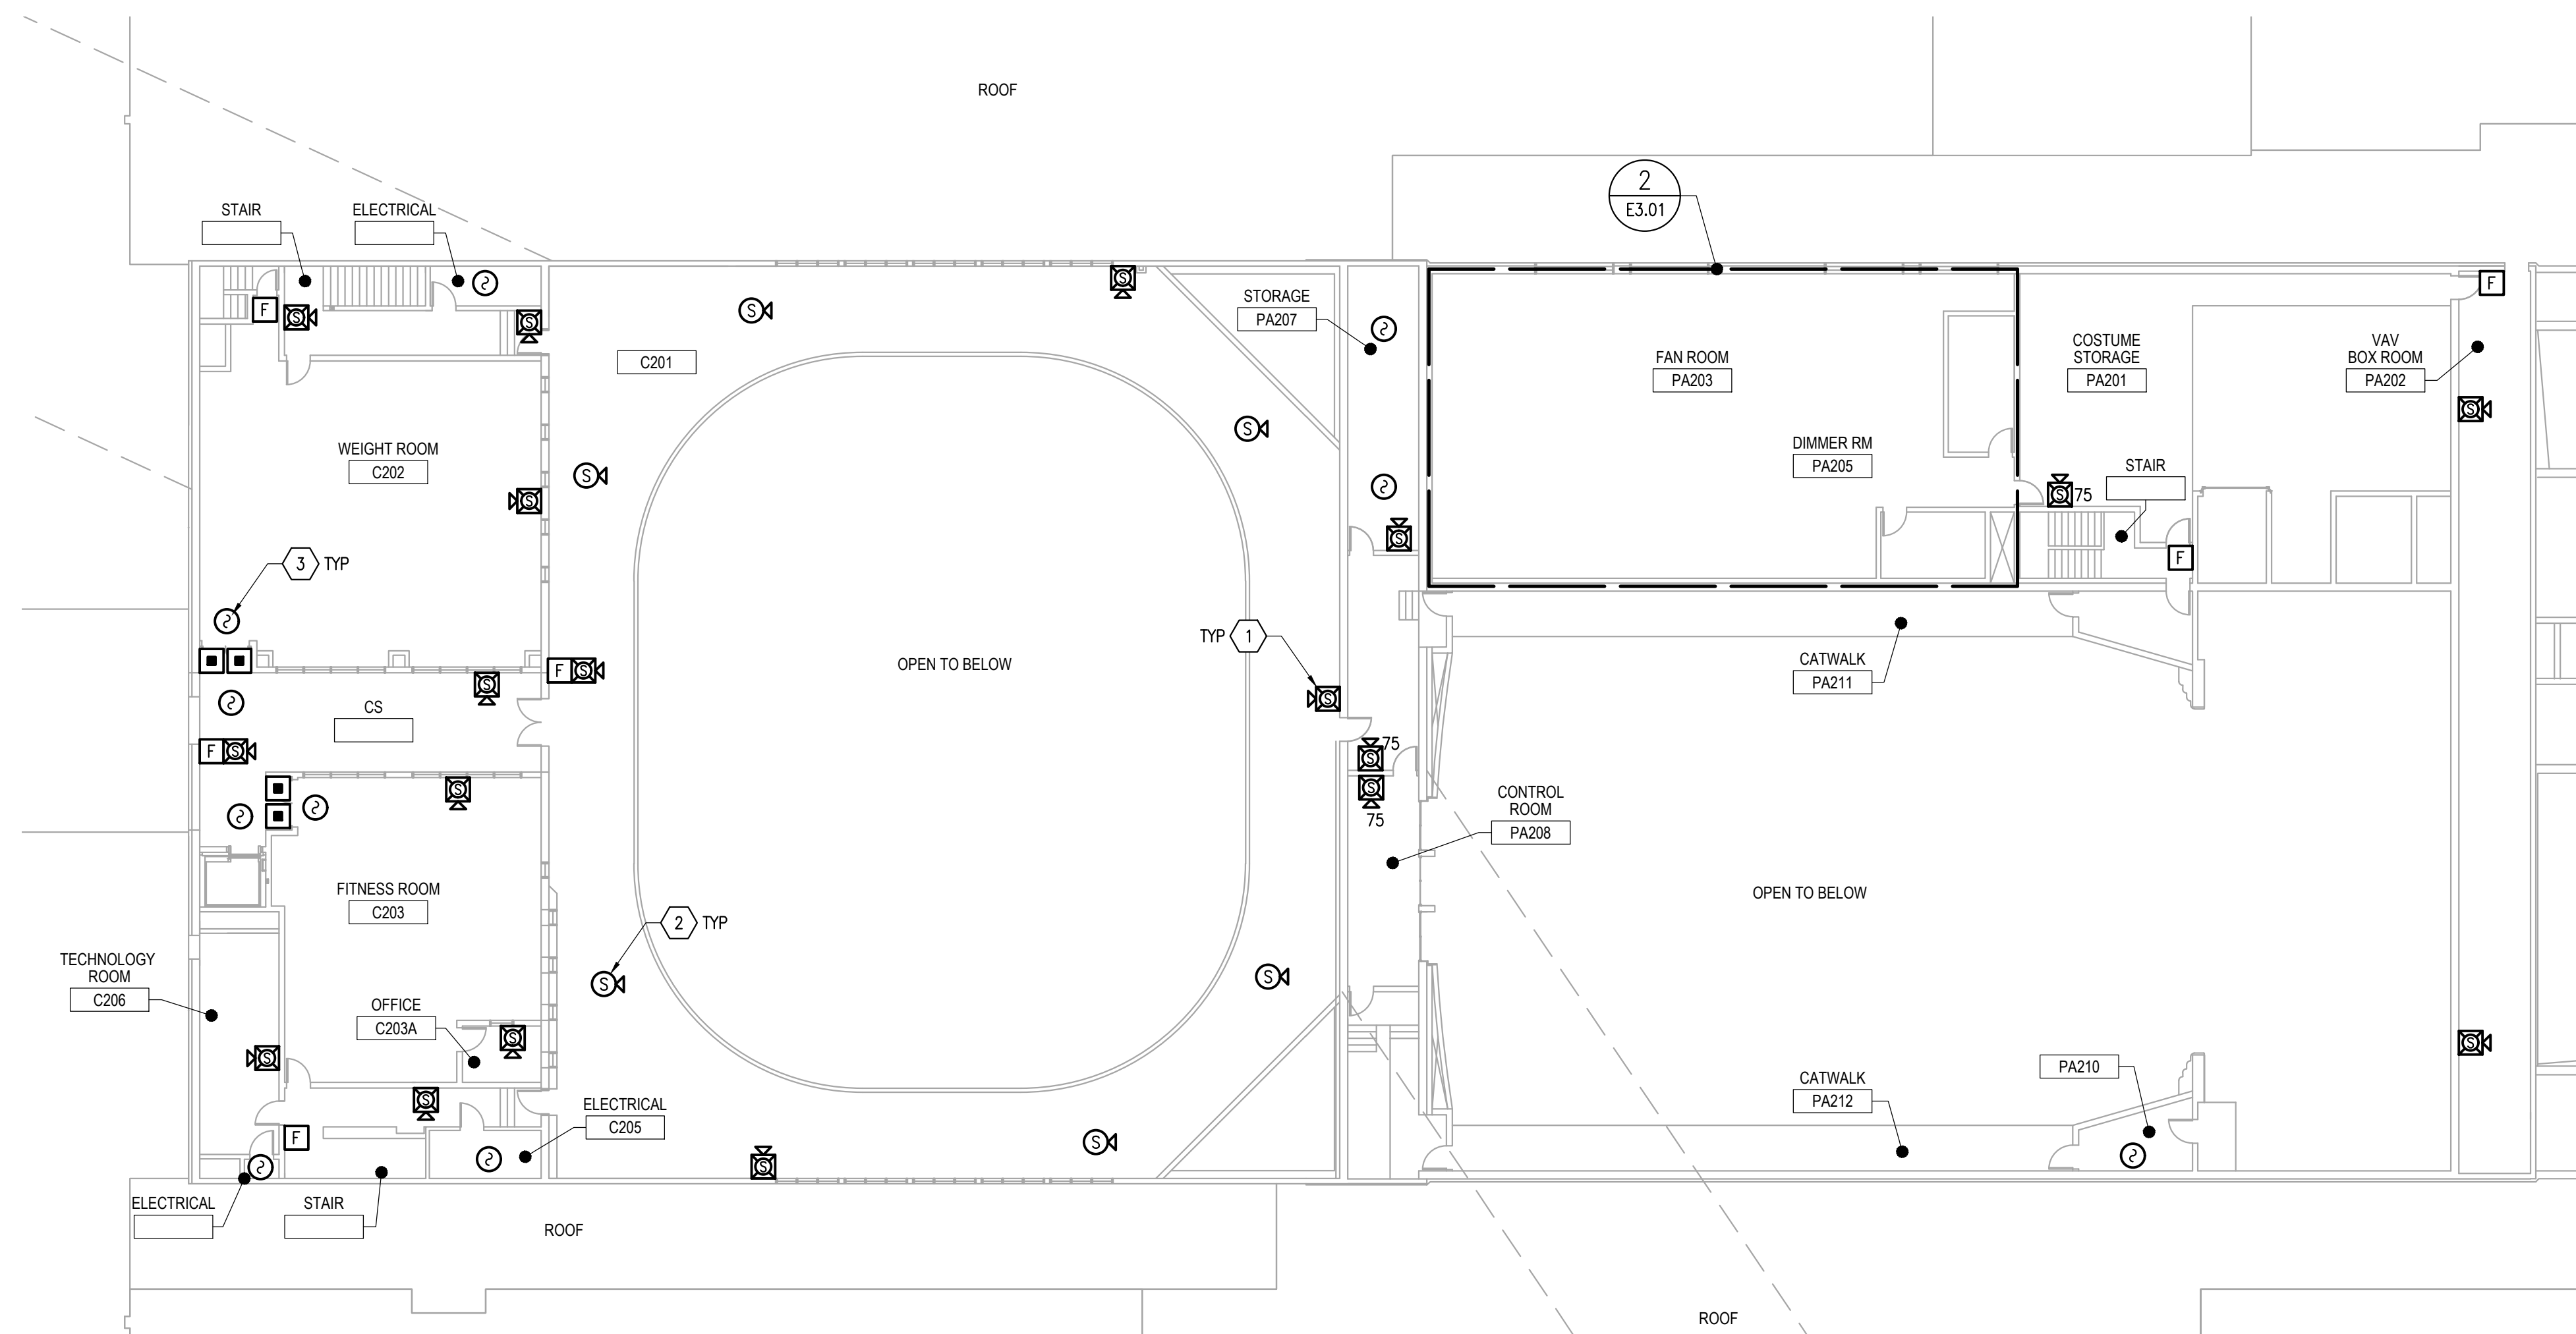 ROOF
2
E3.01
STAIR
ELECTRICAL
F
S
S
S
S
STORAGE
PA207
C201
FAN ROOM
PA203
COSTUME
STORAGE
PA201
VAV
BOX ROOM
PA202
F
S
S
WEIGHT ROOM
C202
S
S
DIMMER RM
PA205
STAIR
S
75
S
F
3
TYP
TYP
1
OPEN TO BELOW
F
S
S
S
CS
CATWALK
PA211
F
S
S
75
S
75
S
CONTROL
ROOM
PA208
FITNESS ROOM
C203
2
TYP
OPEN TO BELOW
TECHNOLOGY
ROOM
C206
OFFICE
C203A
S
S
S
S
S
S
PA210
CATWALK
PA212
ELECTRICAL
C205
F
S
S
ELECTRICAL
STAIR
ROOF
ROOF